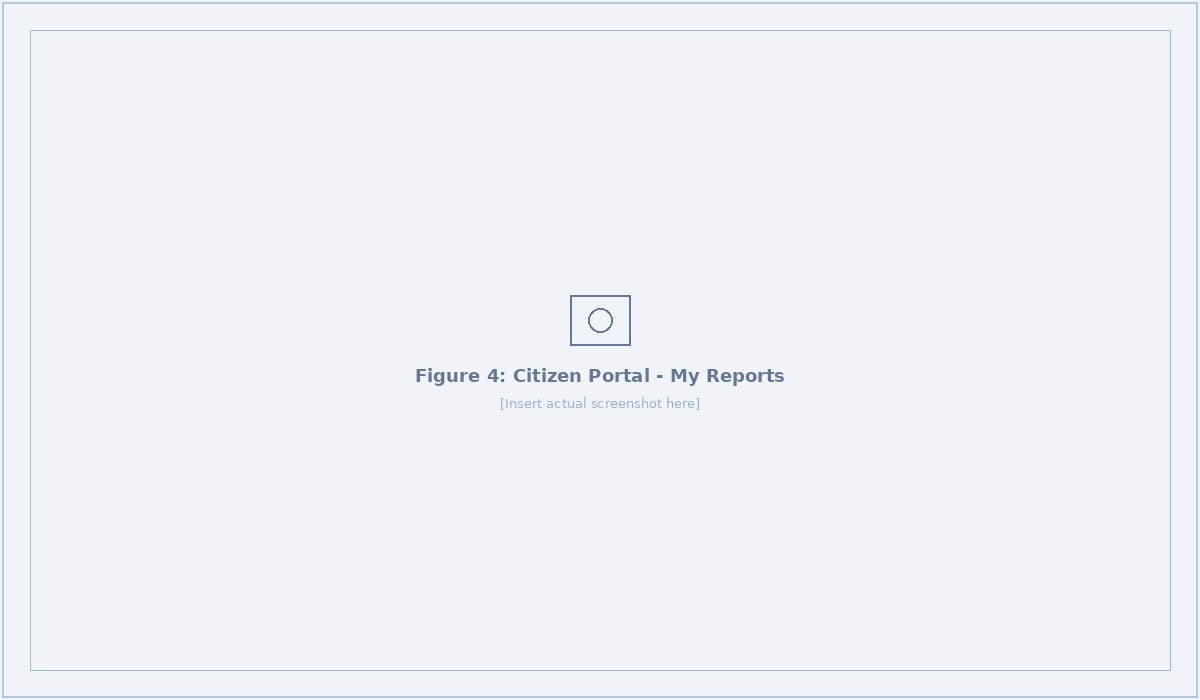 Figure 4: Citizen Portal - My Reports
[Insert actual screenshot here]